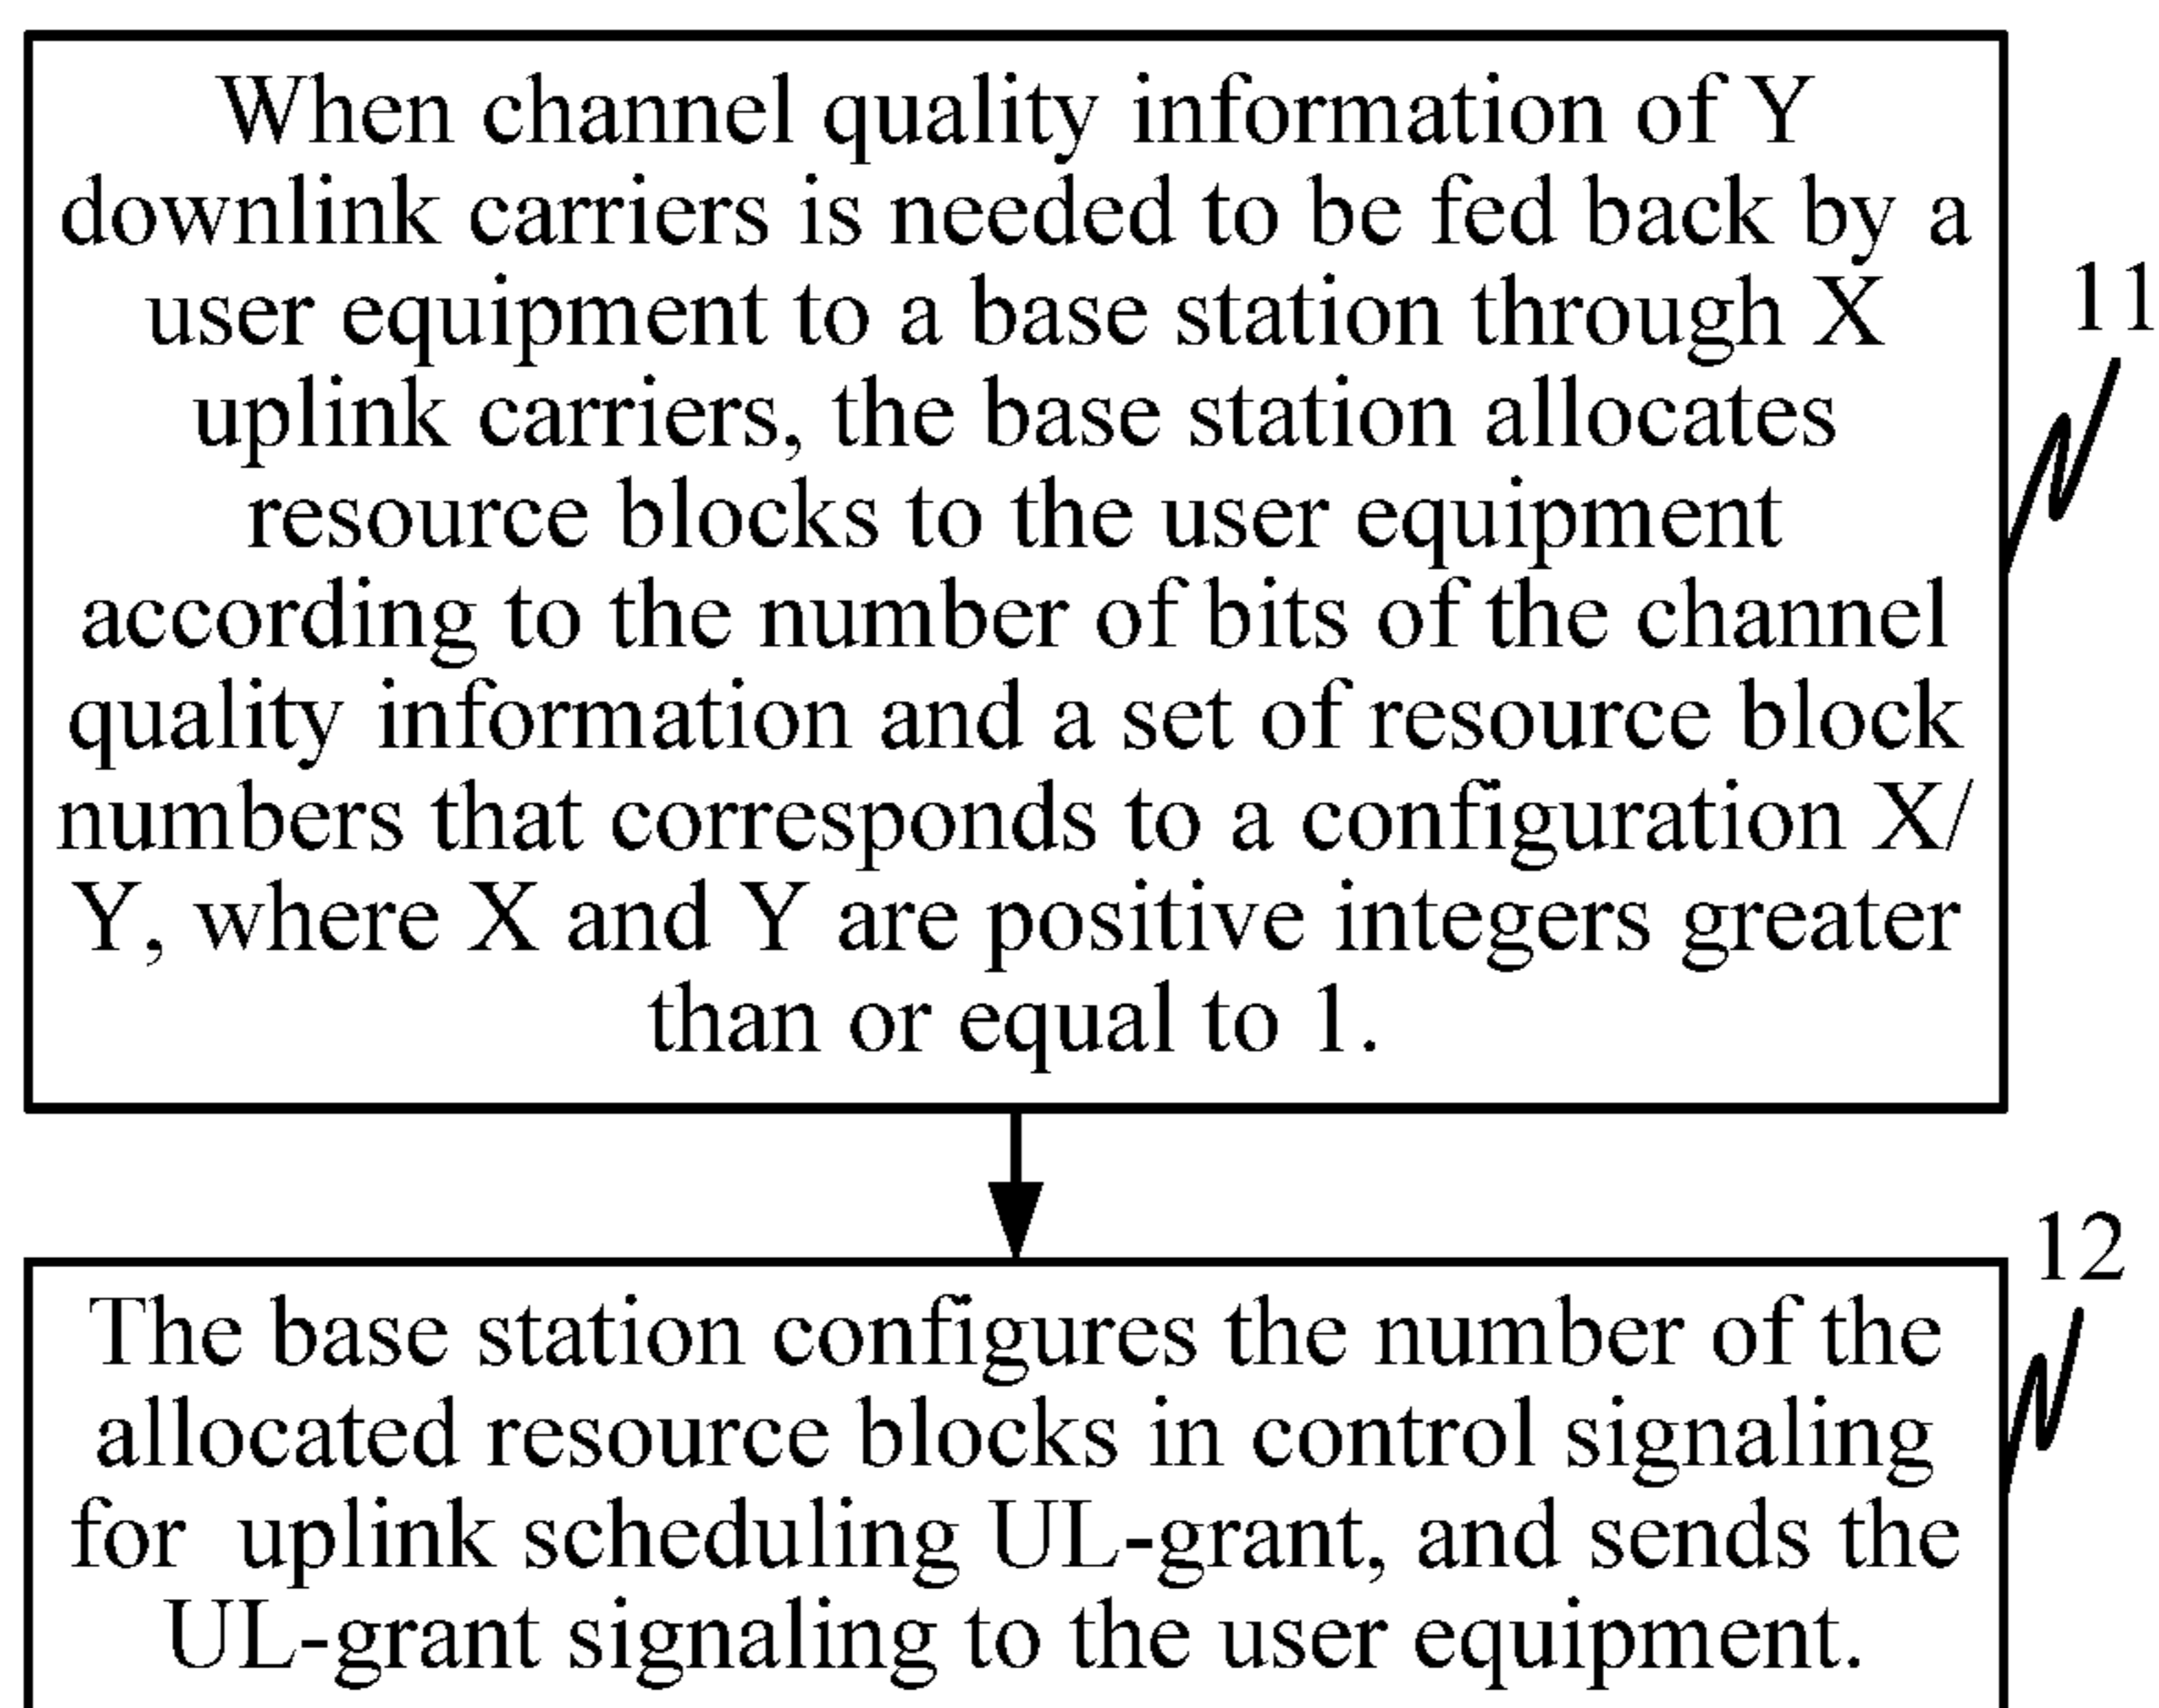 When channel quality information of Y
downlink carriers is needed to be fed back by a
user equipment to a base station through X
uplink carriers, the base station allocates
resource blocks to the user equipment
according to the number of bits of the channel
quality information and a set of resource block
numbers that corresponds to a configuration X/
Y, where X and Y are positive integers greater
than or equal to 1.
11
12
The base station configures the number of the
allocated resource blocks in control signaling
for uplink scheduling UL-grant, and sends the
UL-grant signaling to the user equipment.